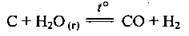 C + H₂O₍ᵣ₎ ⇌ CO + H₂
t°